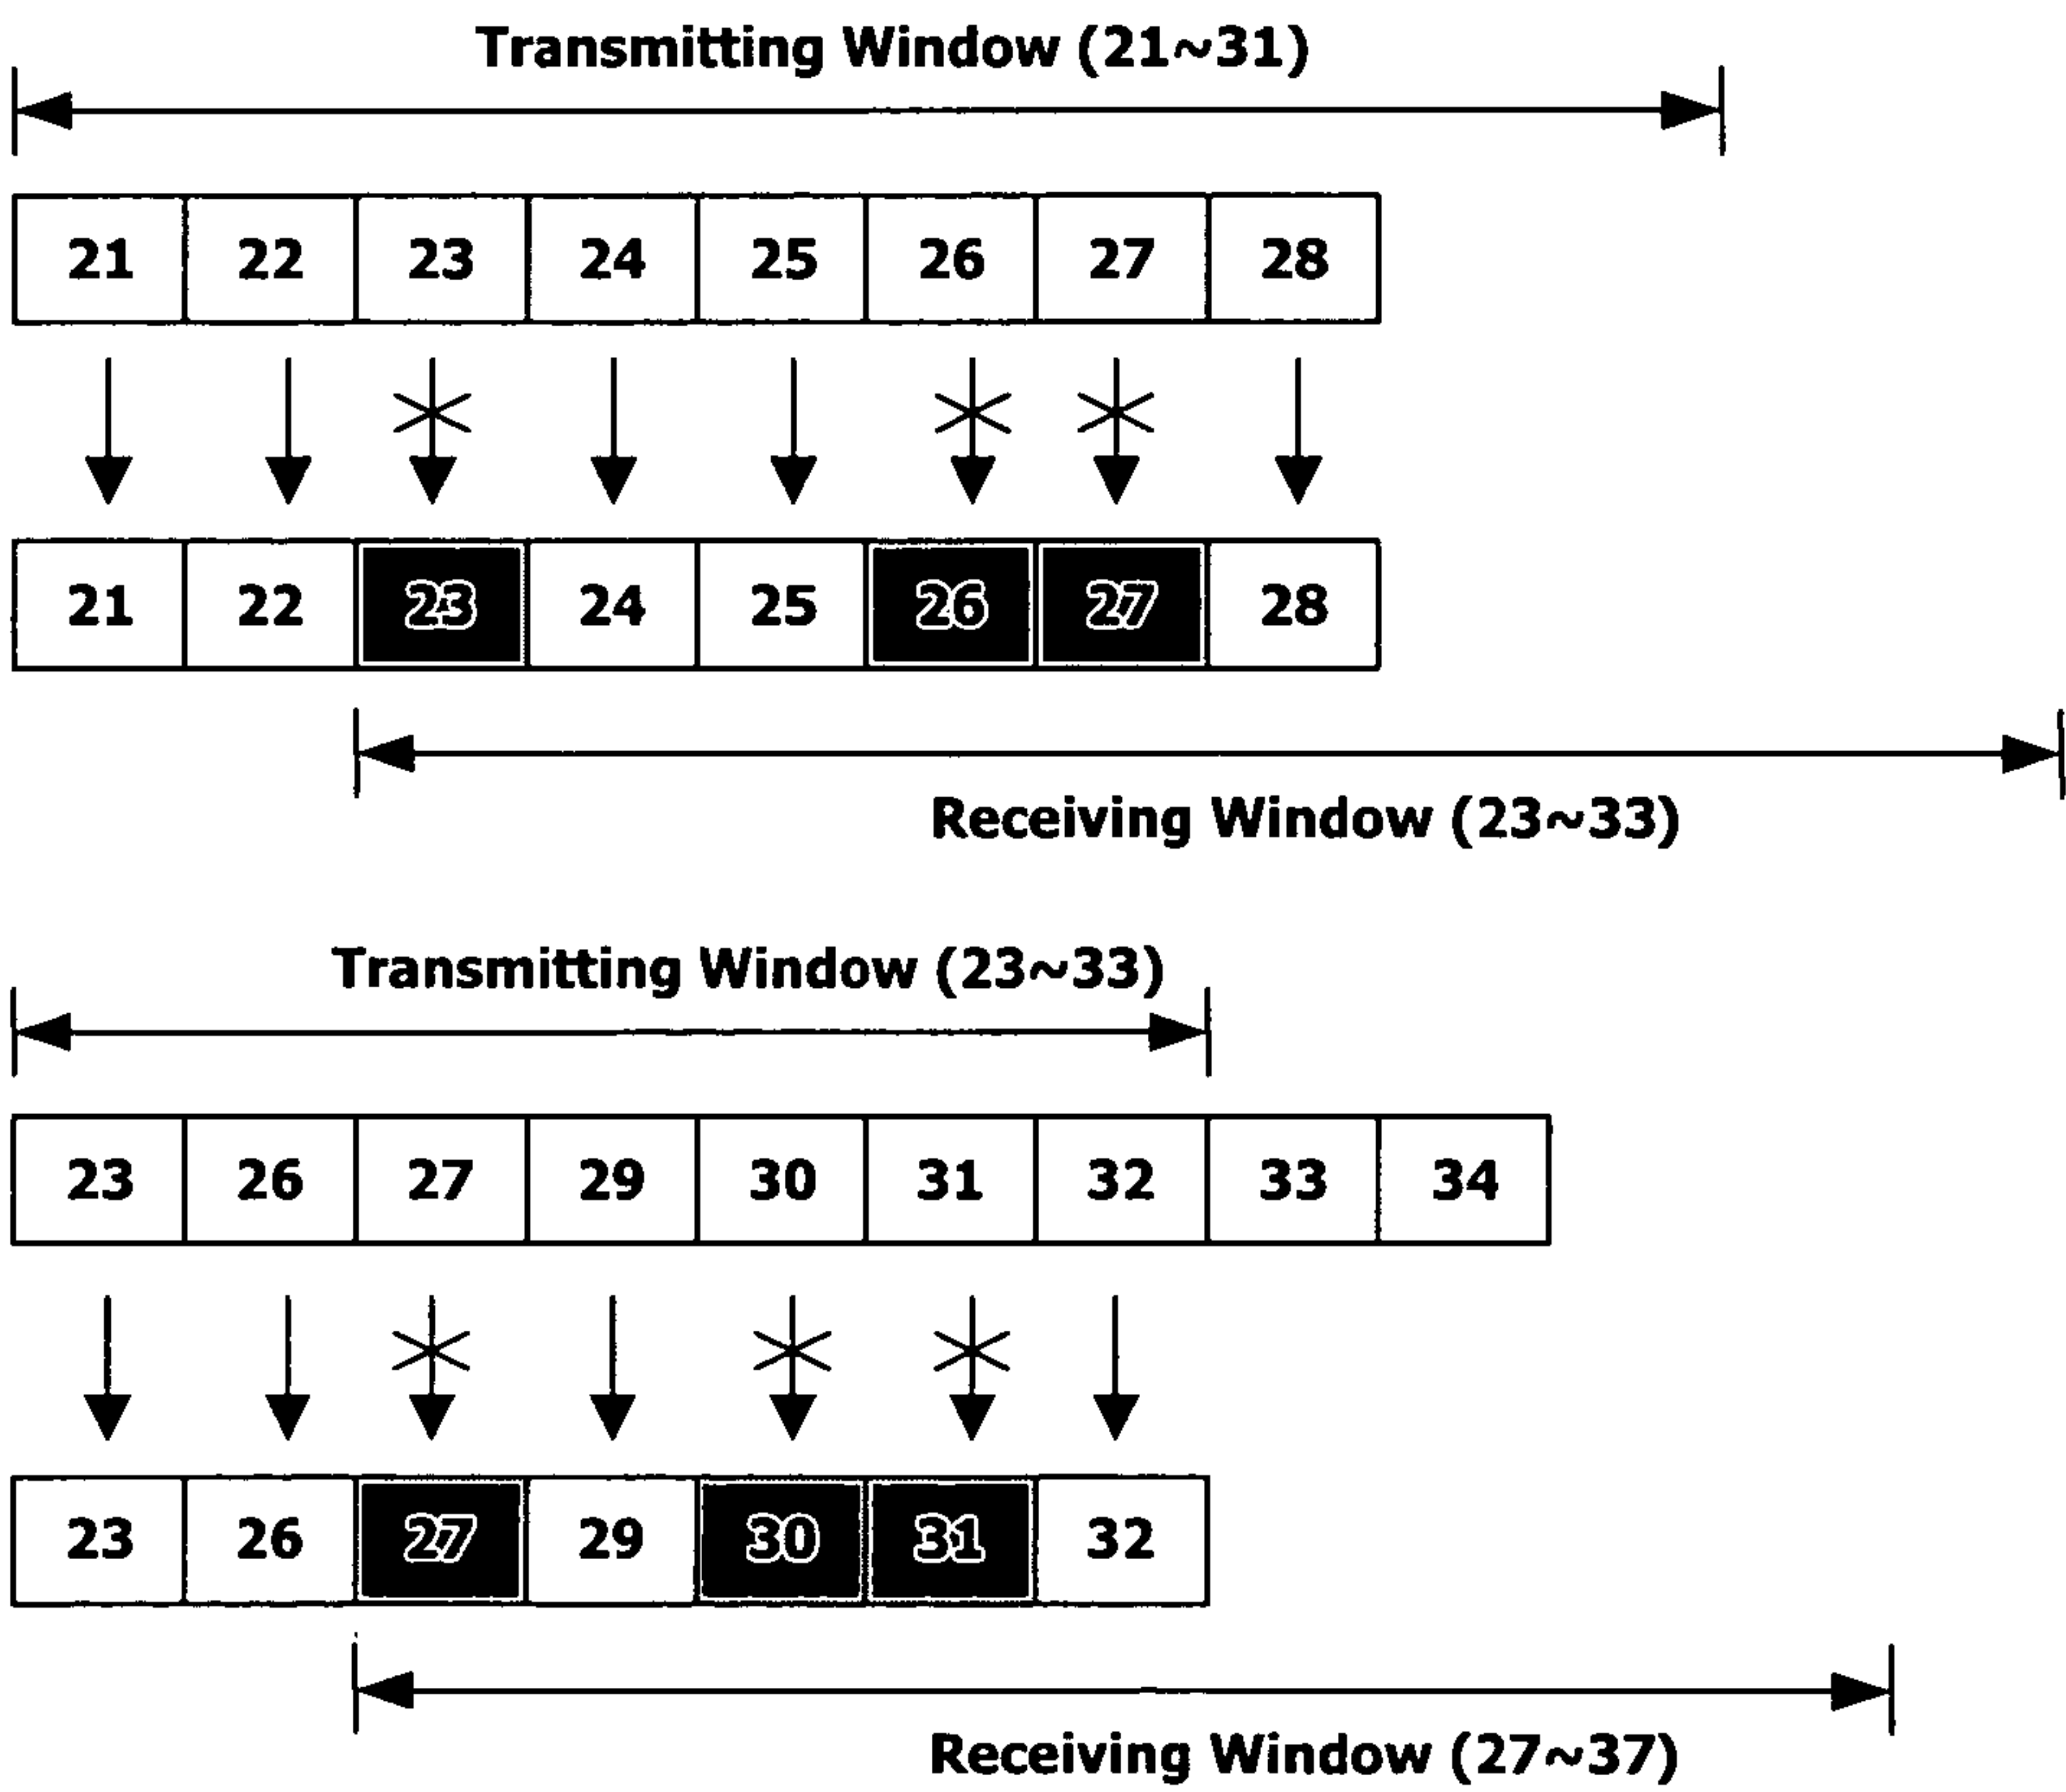 Transmitting Window (21~31)
21 22 23 24 25 26 27 28
21 22 23 24 25 26 27 28
Receiving Window (23~33)
Transmitting Window (23~33)
23 26 27 29 30 31 32 33 34
23 26 27 29 30 31 32
Receiving Window (27~37)